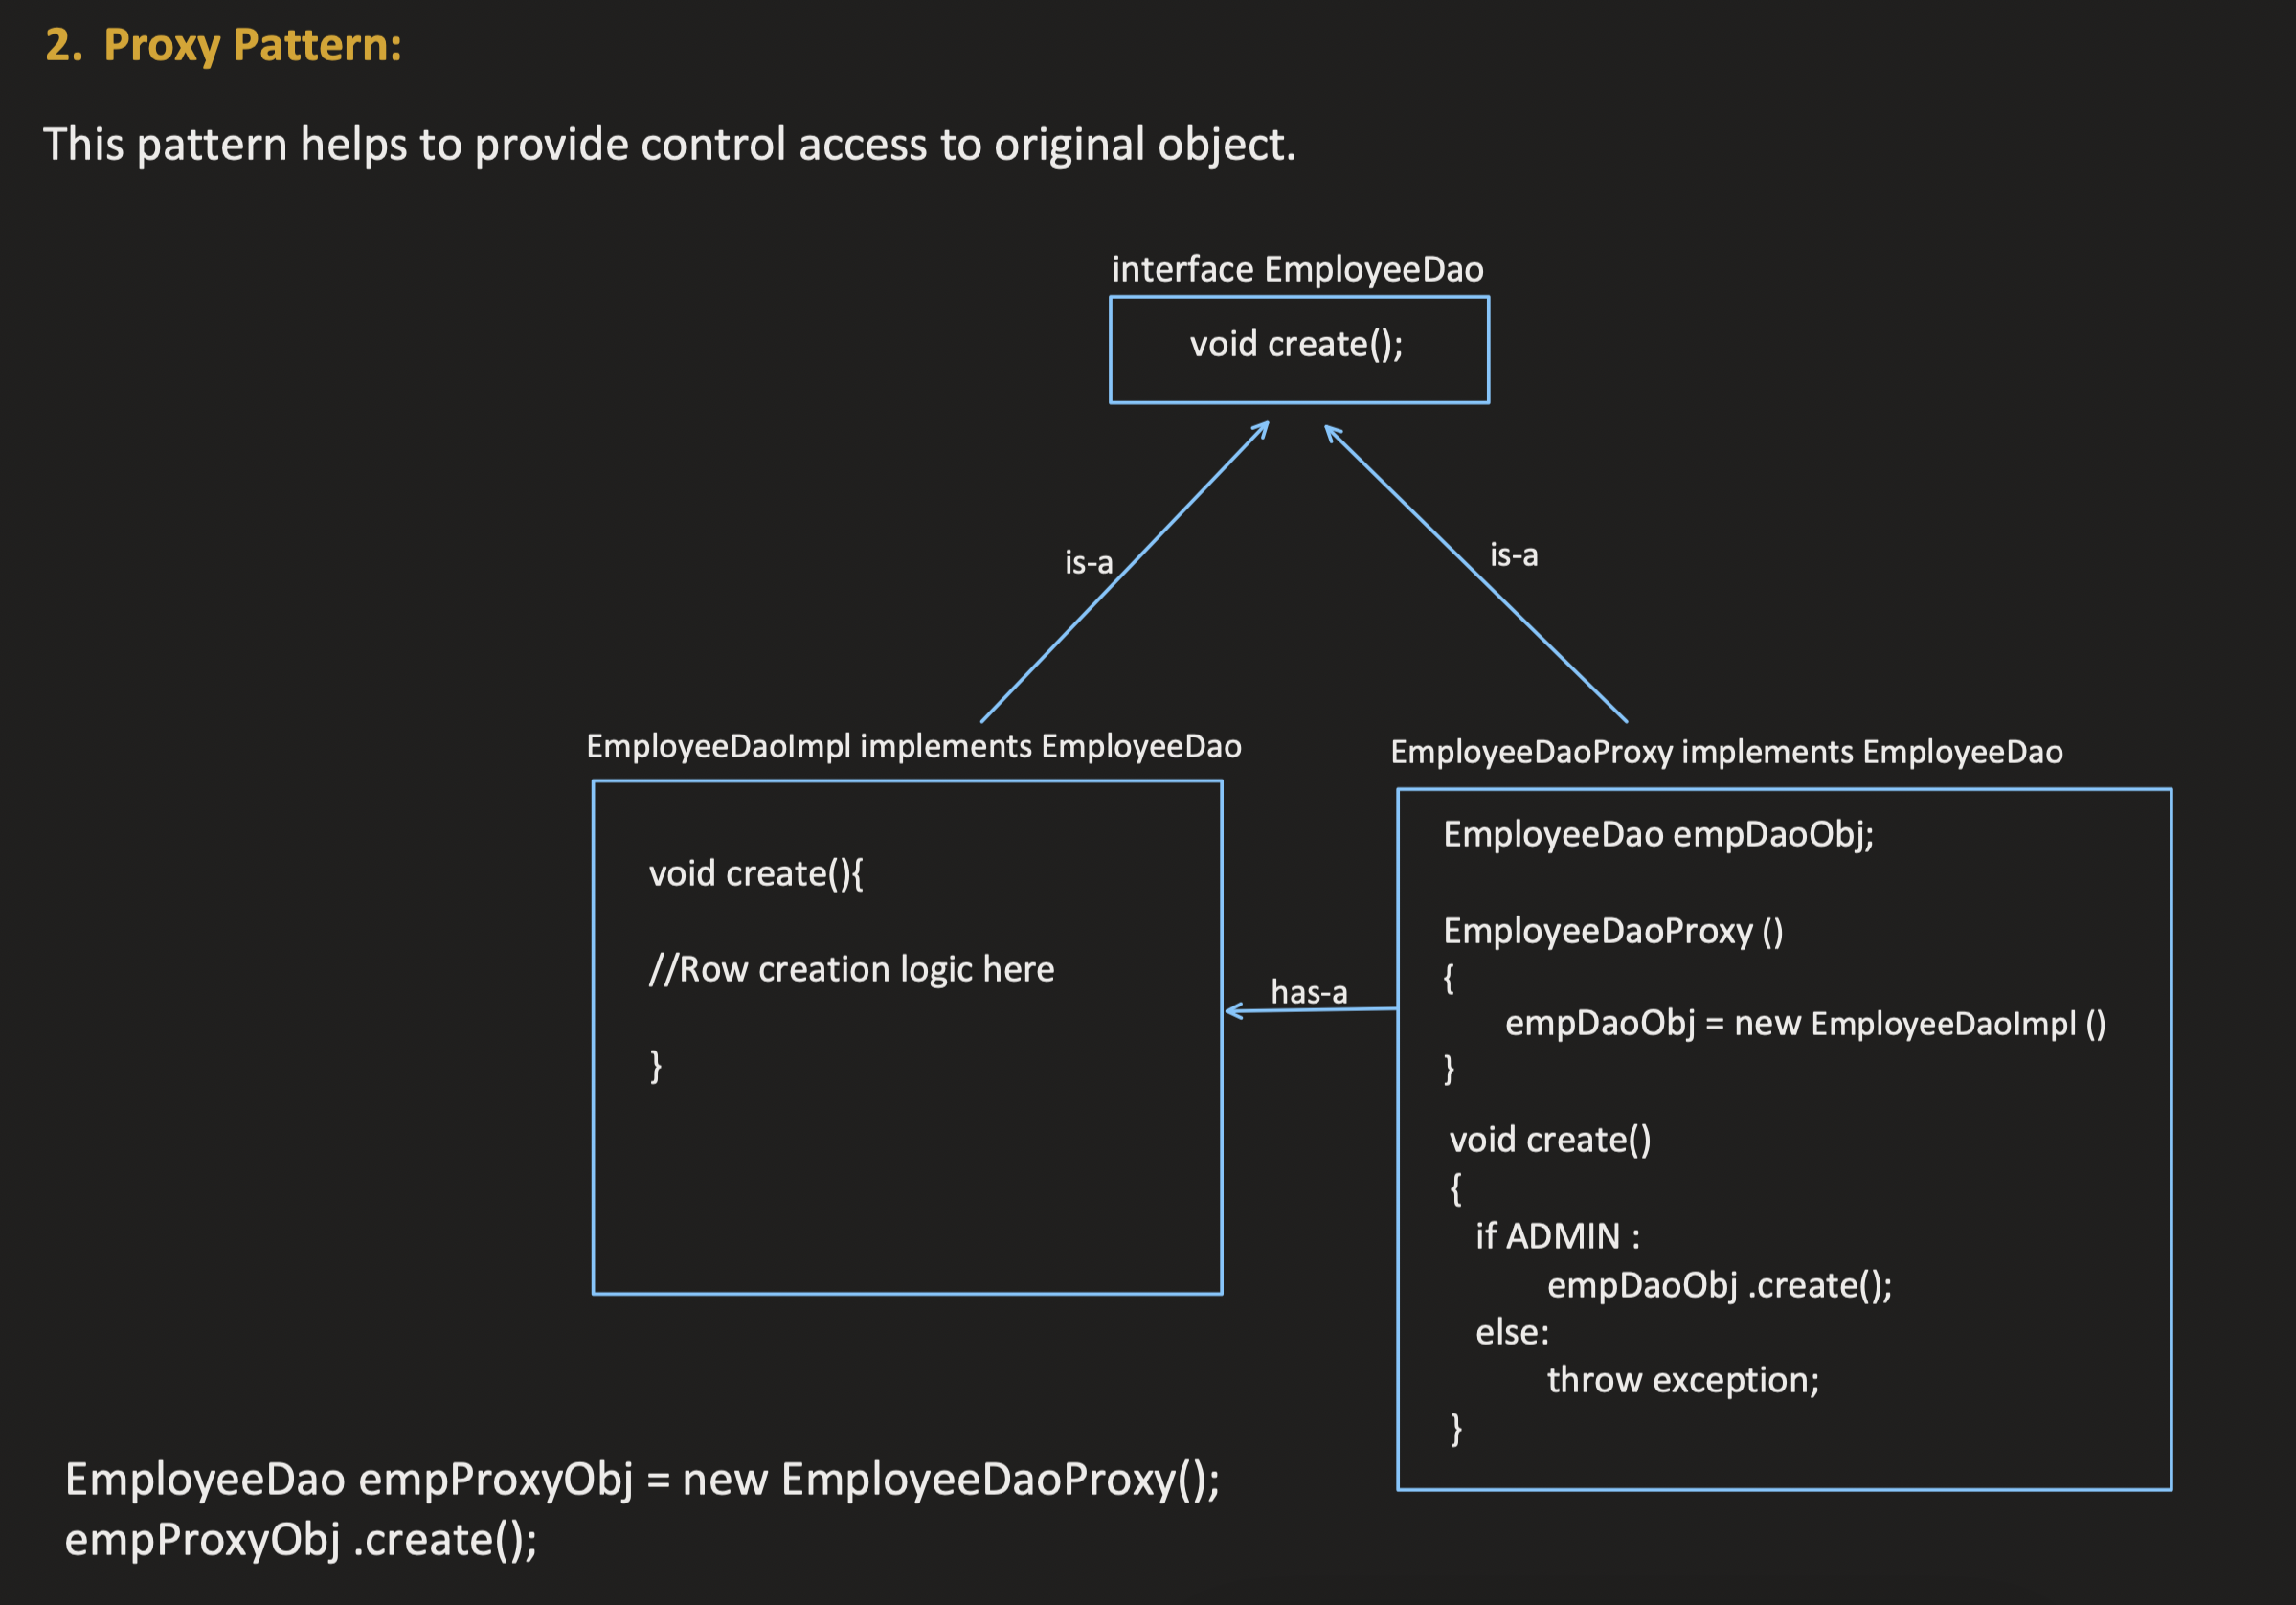 2. Proxy Pattern:
This pattern helps to provide control access to original object.
interface EmployeeDao
void create();
is-a
is-a
EmployeeDaoImpl implements EmployeeDao
void create(){
//Row creation logic here
}
has-a
EmployeeDaoProxy implements EmployeeDao
EmployeeDao empDaoObj;
EmployeeDaoProxy ()
{
empDaoObj = new EmployeeDaoImpl ()
}
void create()
{
if ADMIN :
empDaoObj .create();
else:
throw exception;
}
EmployeeDao empProxyObj = new EmployeeDaoProxy();
empProxyObj .create();